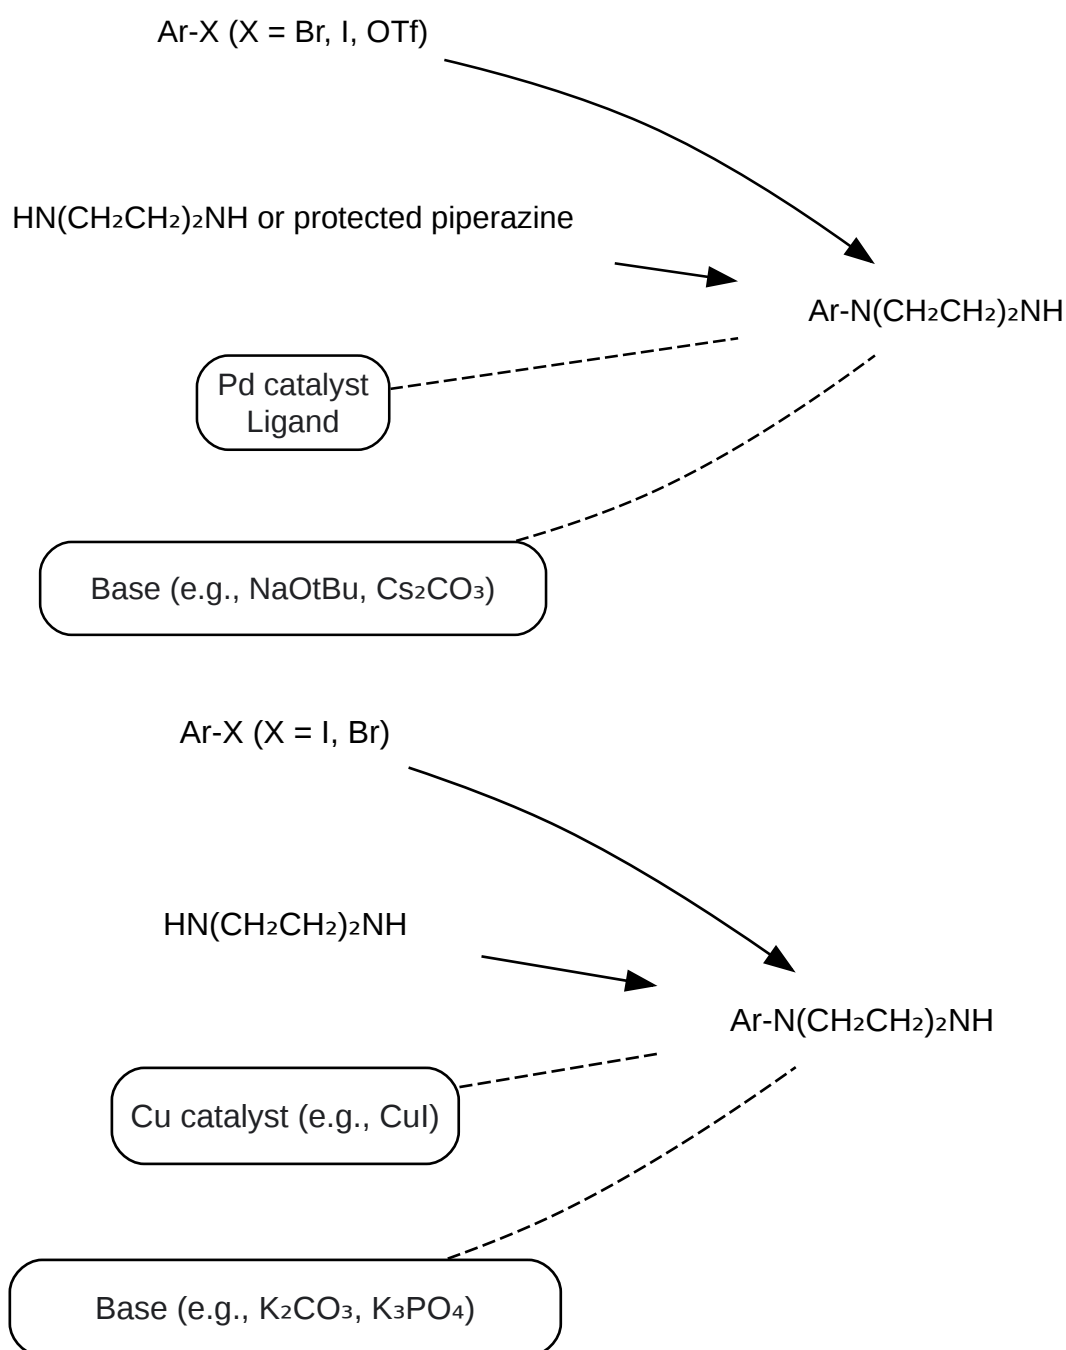 Ar-X (X = Br, I, OTf)
HN(CH₂CH₂)₂NH or protected piperazine
Ar-N(CH₂CH₂)₂NH
Pd catalyst
Ligand
Base (e.g., NaOtBu, Cs₂CO₃)
Ar-X (X = I, Br)
HN(CH₂CH₂)₂NH
Ar-N(CH₂CH₂)₂NH
Cu catalyst (e.g., CuI)
Base (e.g., K₂CO₃, K₃PO₄)